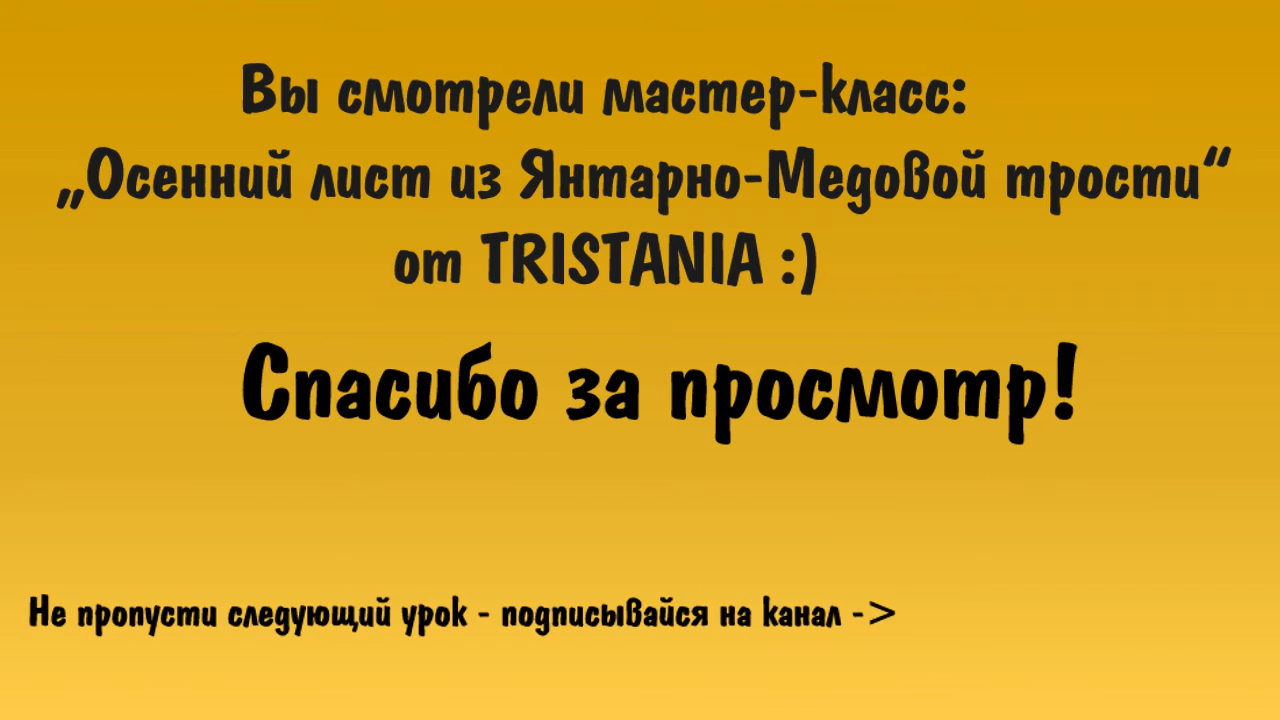 Вы смотрели мастер-класс:
„Осенний лист из Янтарно-Медовой трости“
от TRISTANIA :)
Спасибо за просмотр!
Не пропусти следующий урок - подписывайся на канал ->